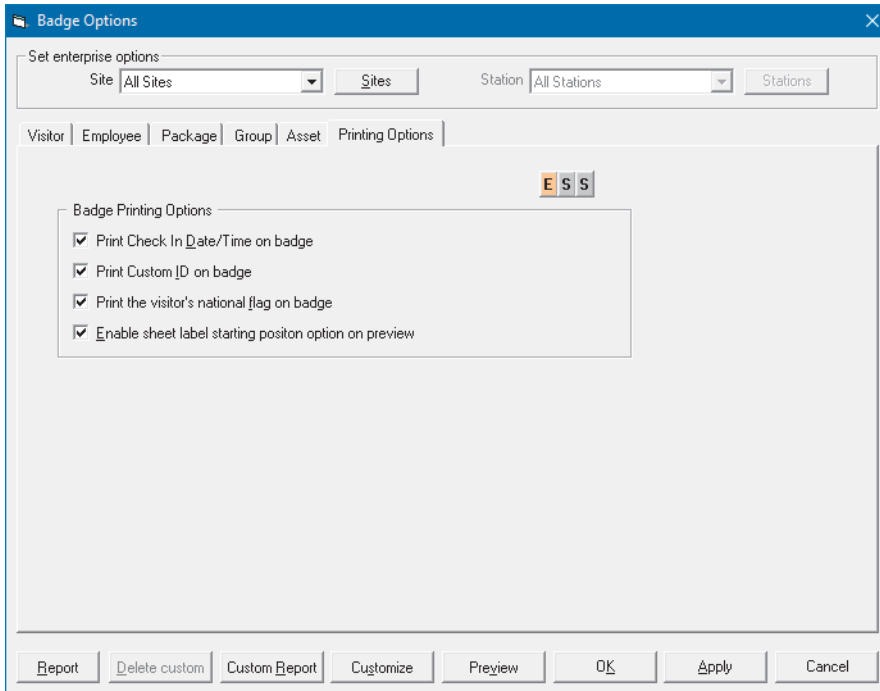 Badge Options
Set enterprise options
Site All Sites Sites Station All Stations Stations
Visitor Employee Package Group Asset Printing Options
E S S
Badge Printing Options
Print Check In Date/Time on badge
Print Custom ID on badge
Print the visitor's national flag on badge
Enable sheet label starting positon option on preview
Report Delete custom Custom Report Customize Preview OK Apply Cancel